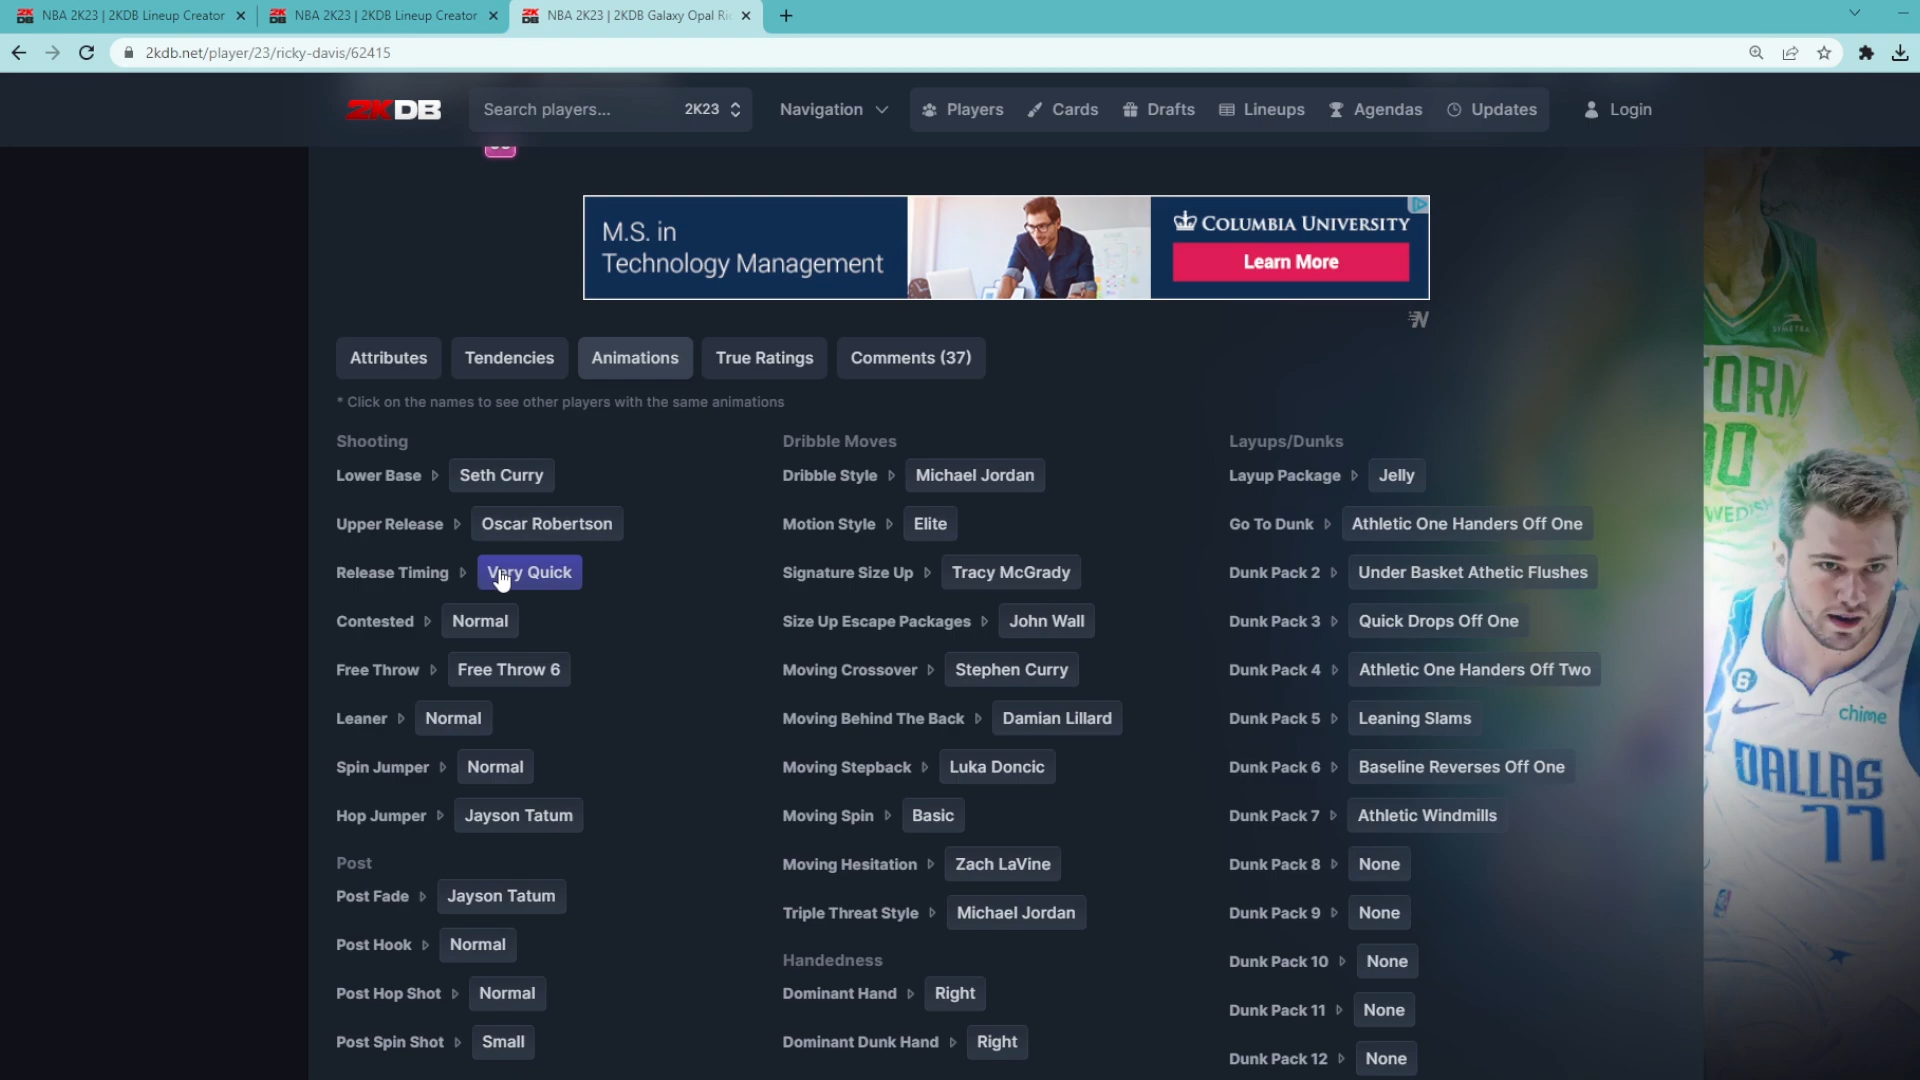 NBA 2K23 | 2KDB Lineup Creator
NBA 2K23 | 2KDB Lineup Creator
NBA 2K23 | 2KDB Galaxy Opal Ri
2kdb.net/player/23/ricky-davis/62415
2KDB
Search players...
2K23
Navigation
Players
Cards
Drafts
Lineups
Agendas
Updates
Login
M.S. in
Technology Management
COLUMBIA UNIVERSITY
Learn More
Attributes
Tendencies
Animations
True Ratings
Comments (37)
* Click on the names to see other players with the same animations
Shooting
Lower Base Seth Curry
Upper Release Oscar Robertson
Release Timing Very Quick
Contested Normal
Free Throw Free Throw 6
Leaner Normal
Spin Jumper Normal
Hop Jumper Jayson Tatum
Post
Post Fade Jayson Tatum
Post Hook Normal
Post Hop Shot Normal
Post Spin Shot Small
Dribble Moves
Dribble Style Michael Jordan
Motion Style Elite
Signature Size Up Tracy McGrady
Size Up Escape Packages John Wall
Moving Crossover Stephen Curry
Moving Behind The Back Damian Lillard
Moving Stepback Luka Doncic
Moving Spin Basic
Moving Hesitation Zach LaVine
Triple Threat Style Michael Jordan
Handedness
Dominant Hand Right
Dominant Dunk Hand Right
Layups/Dunks
Layup Package Jelly
Go To Dunk Athletic One Handers Off One
Dunk Pack 2 Under Basket Athetic Flushes
Dunk Pack 3 Quick Drops Off One
Dunk Pack 4 Athletic One Handers Off Two
Dunk Pack 5 Leaning Slams
Dunk Pack 6 Baseline Reverses Off One
Dunk Pack 7 Athletic Windmills
Dunk Pack 8 None
Dunk Pack 9 None
Dunk Pack 10 None
Dunk Pack 11 None
Dunk Pack 12 None
SYMETRA
TORM
10
SWEDISH
6
chime
DALLAS
77